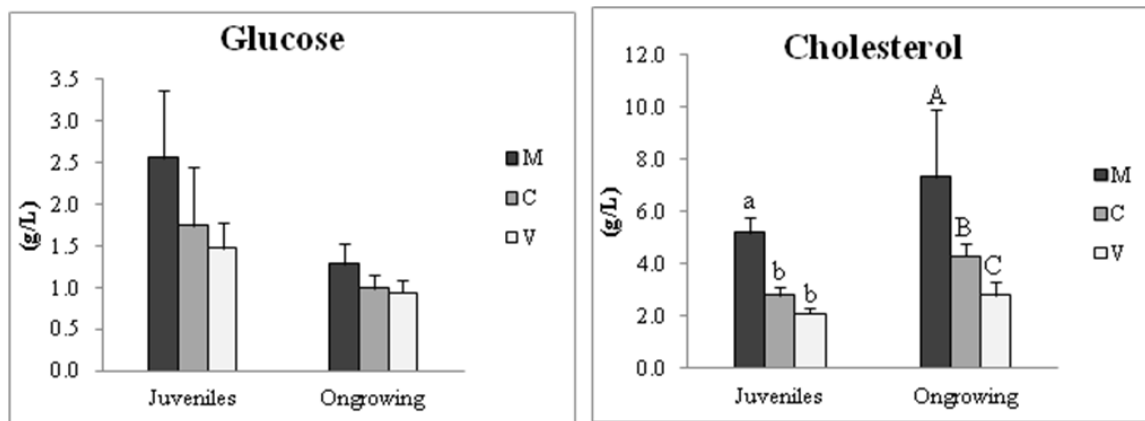 Glucose
3.5
3.0
2.5
2.0
1.5
1.0
0.5
0.0
(g/L)
Juveniles Ongrowing
M
C
V
Cholesterol
12.0
10.0
8.0
6.0
4.0
2.0
0.0
(g/L)
a
b b
A
B
C
Juveniles Ongrowing
M
C
V